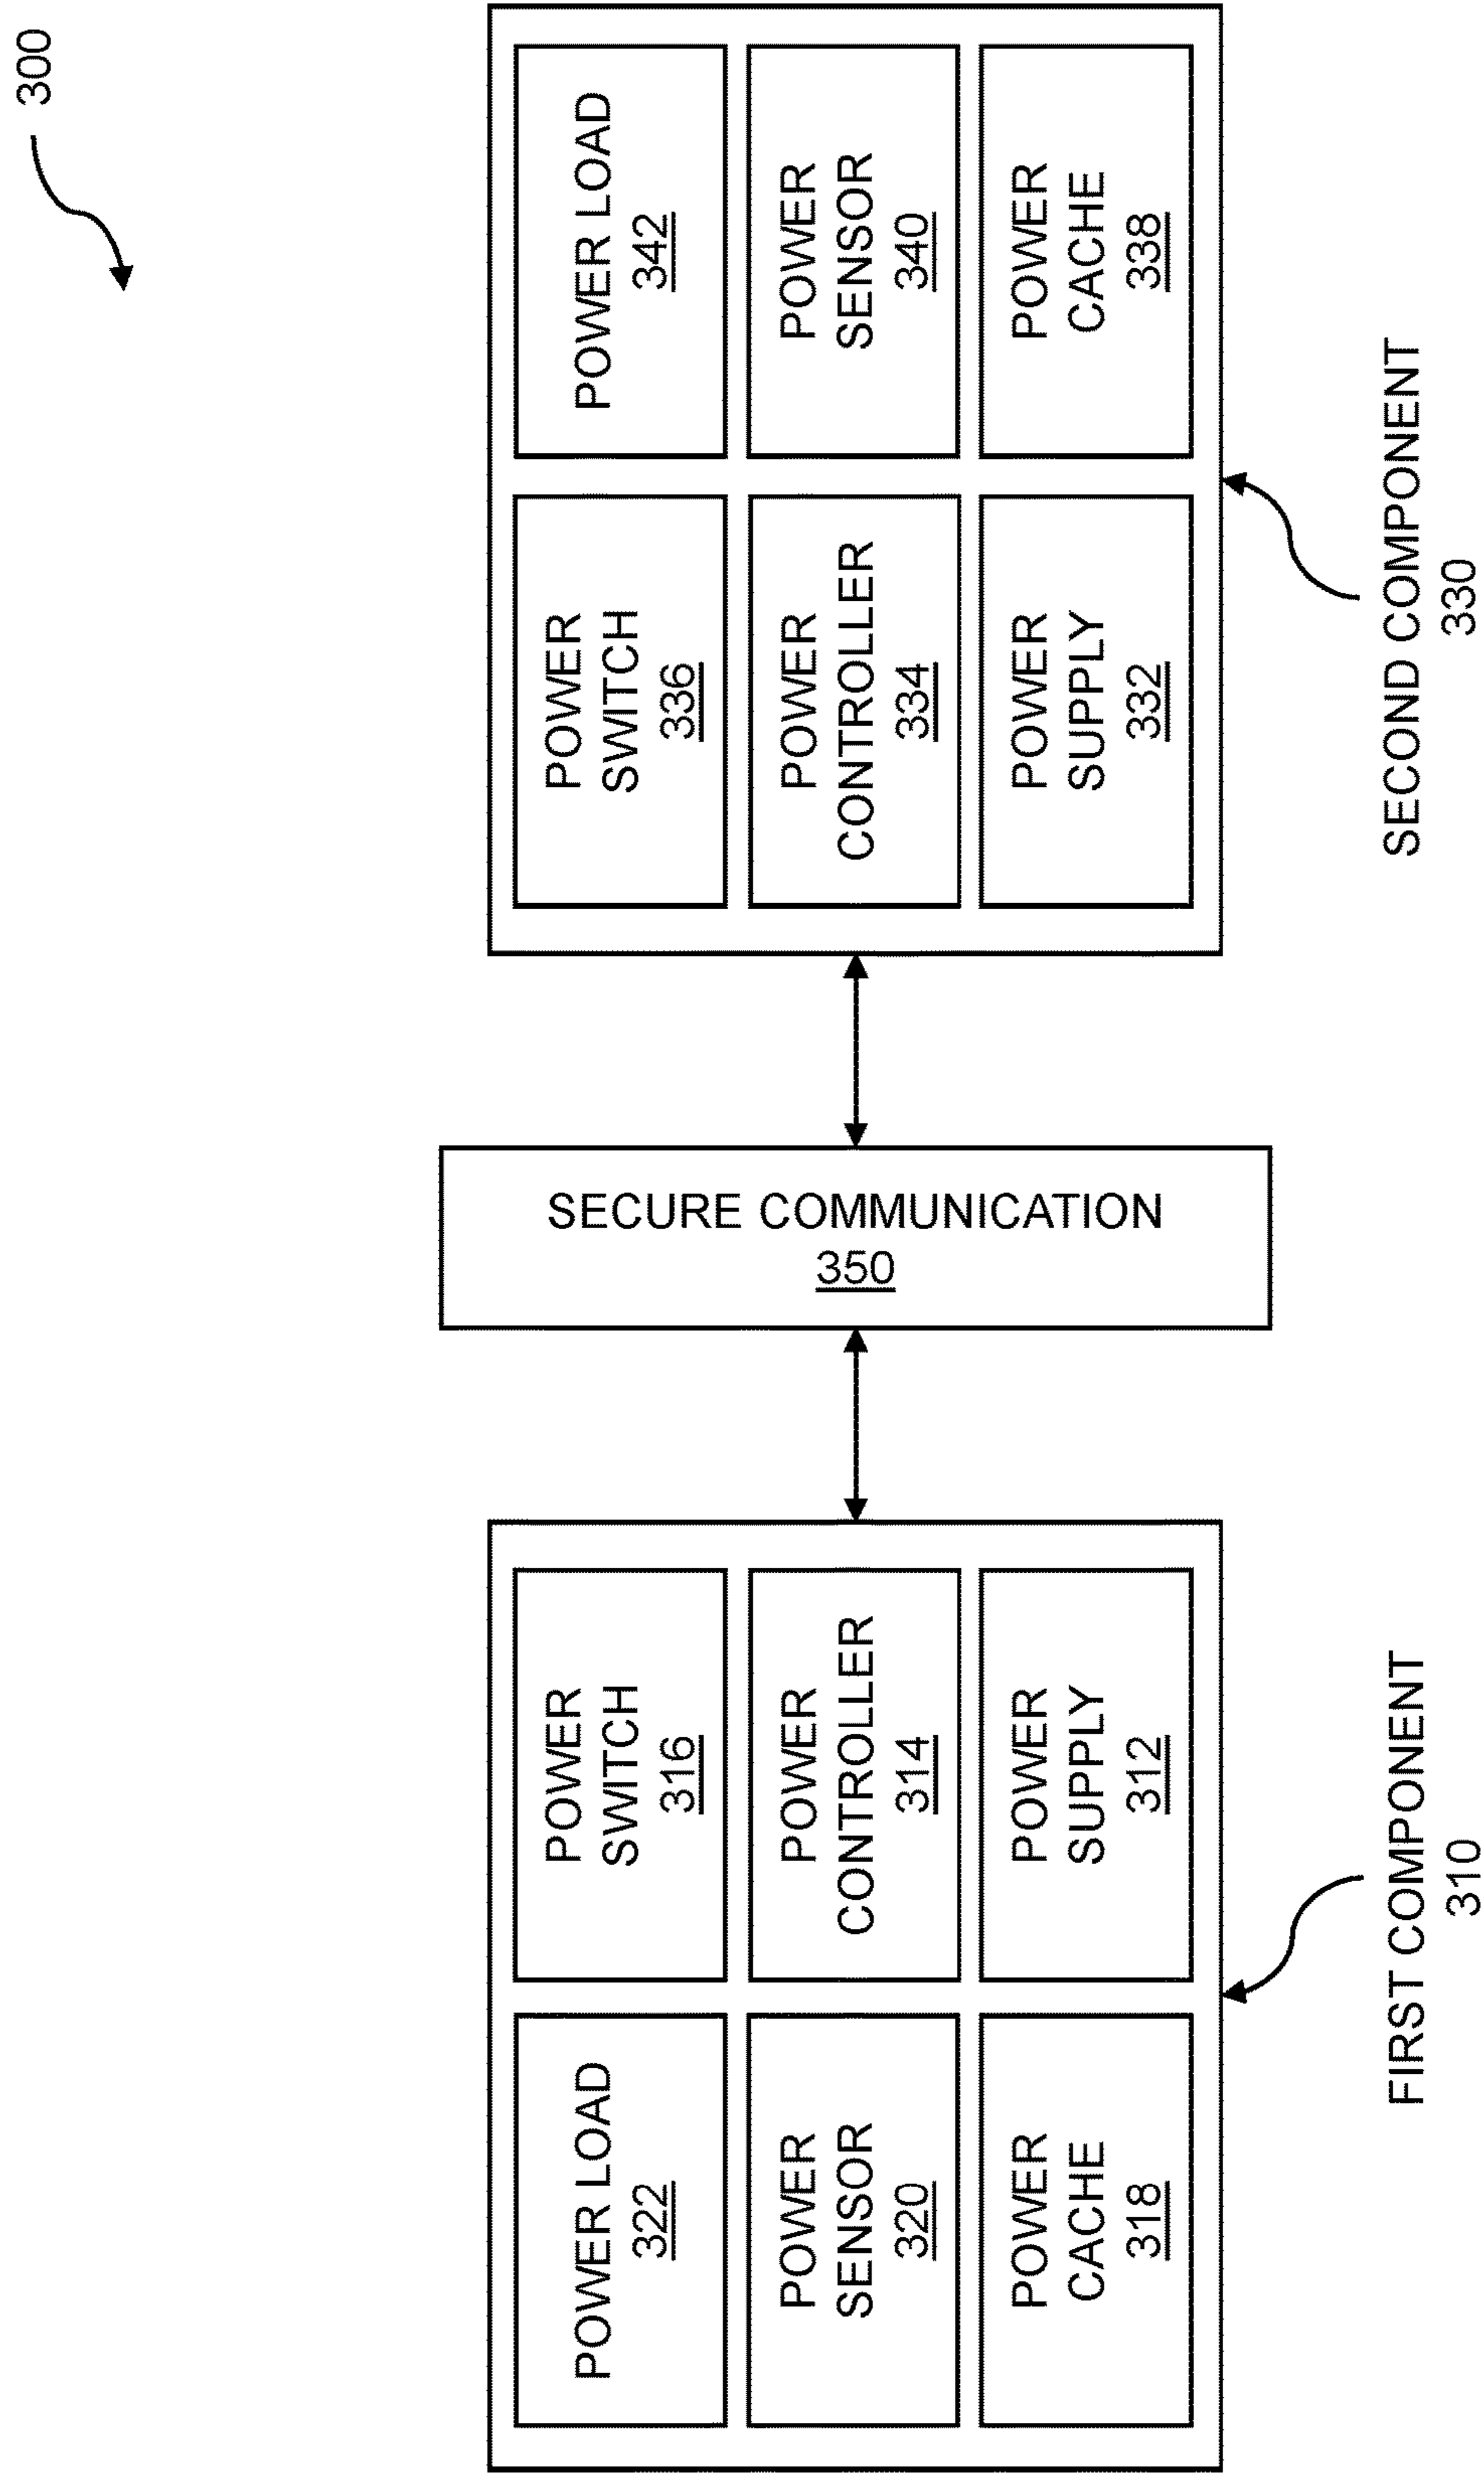 300
POWER LOAD
322
POWER
SWITCH
316
POWER
SENSOR
320
POWER
CONTROLLER
314
POWER
CACHE
318
POWER
SUPPLY
312
FIRST COMPONENT
310
SECURE COMMUNICATION
350
POWER
SWITCH
336
POWER LOAD
342
POWER
CONTROLLER
334
POWER
SENSOR
340
POWER
SUPPLY
332
POWER
CACHE
338
SECOND COMPONENT
330